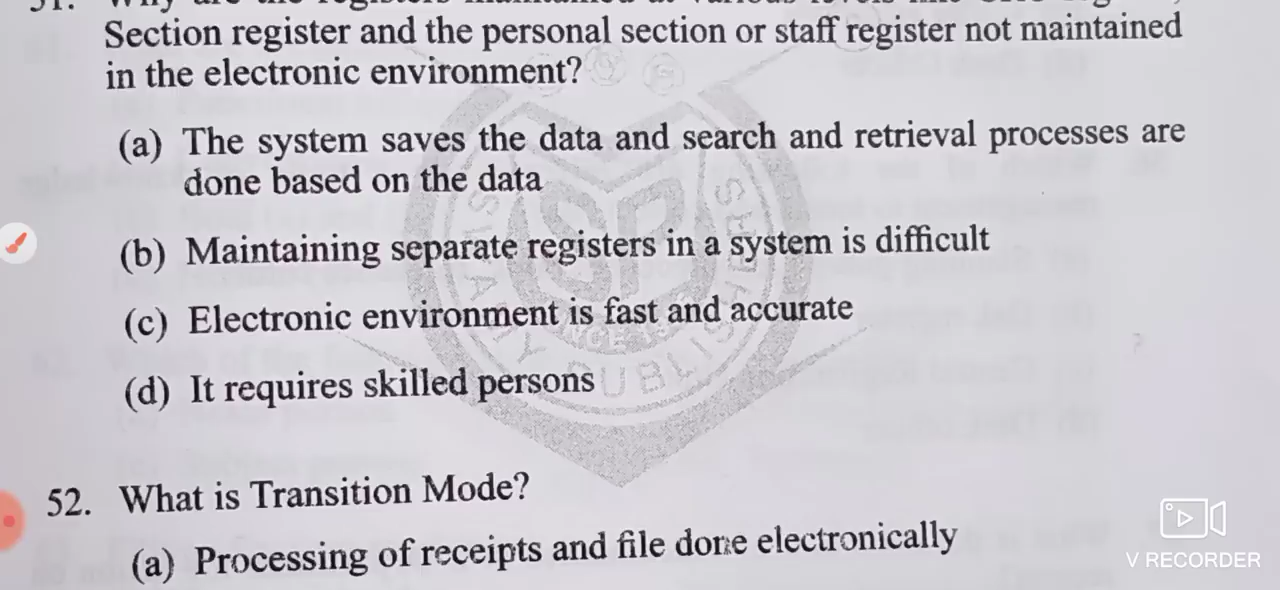 Section register and the personal section or staff register not maintained
in the electronic environment?
(a) The system saves the data and search and retrieval processes are
done based on the data
(b) Maintaining separate registers in a system is difficult
(c) Electronic environment is fast and accurate
(d) It requires skilled persons
52. What is Transition Mode?
(a) Processing of receipts and file done electronically
V RECORDER